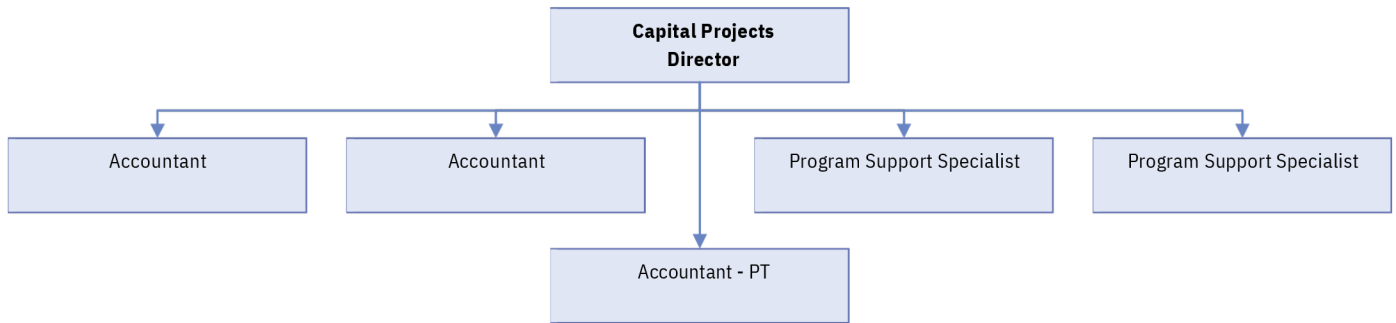 Capital Projects
Director
Accountant
Accountant
Program Support Specialist
Program Support Specialist
Accountant - PT